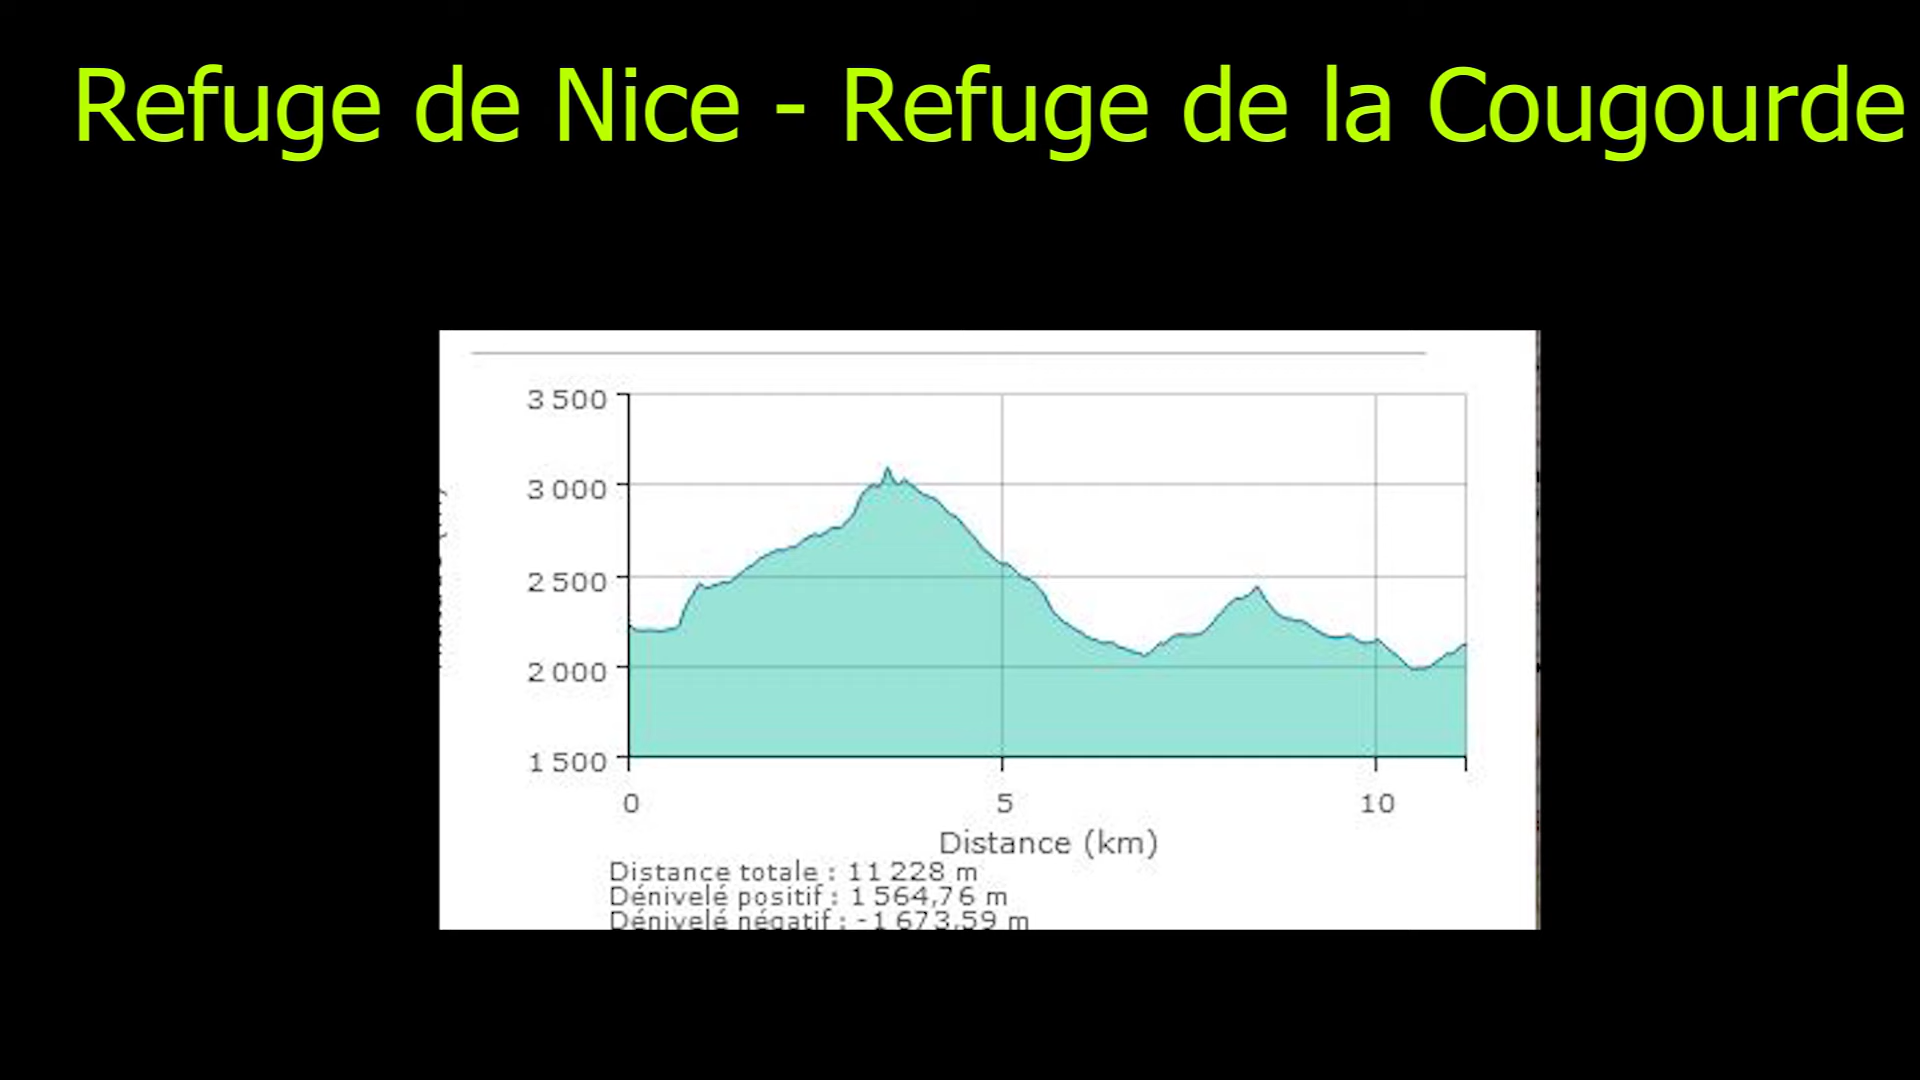 Refuge de Nice - Refuge de la Cougourde
3 500
3 000
2 500
2 000
1 500
0 5 10
Distance (km)
Distance totale : 11 228 m
Dénivelé positif : 1 564,76 m
Dénivelé négatif : -1 673,59 m